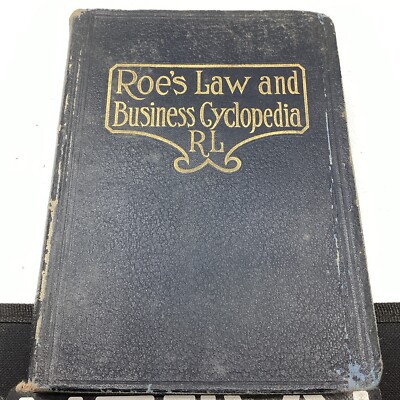 Roe's Law and
Business Cyclopedia
RL